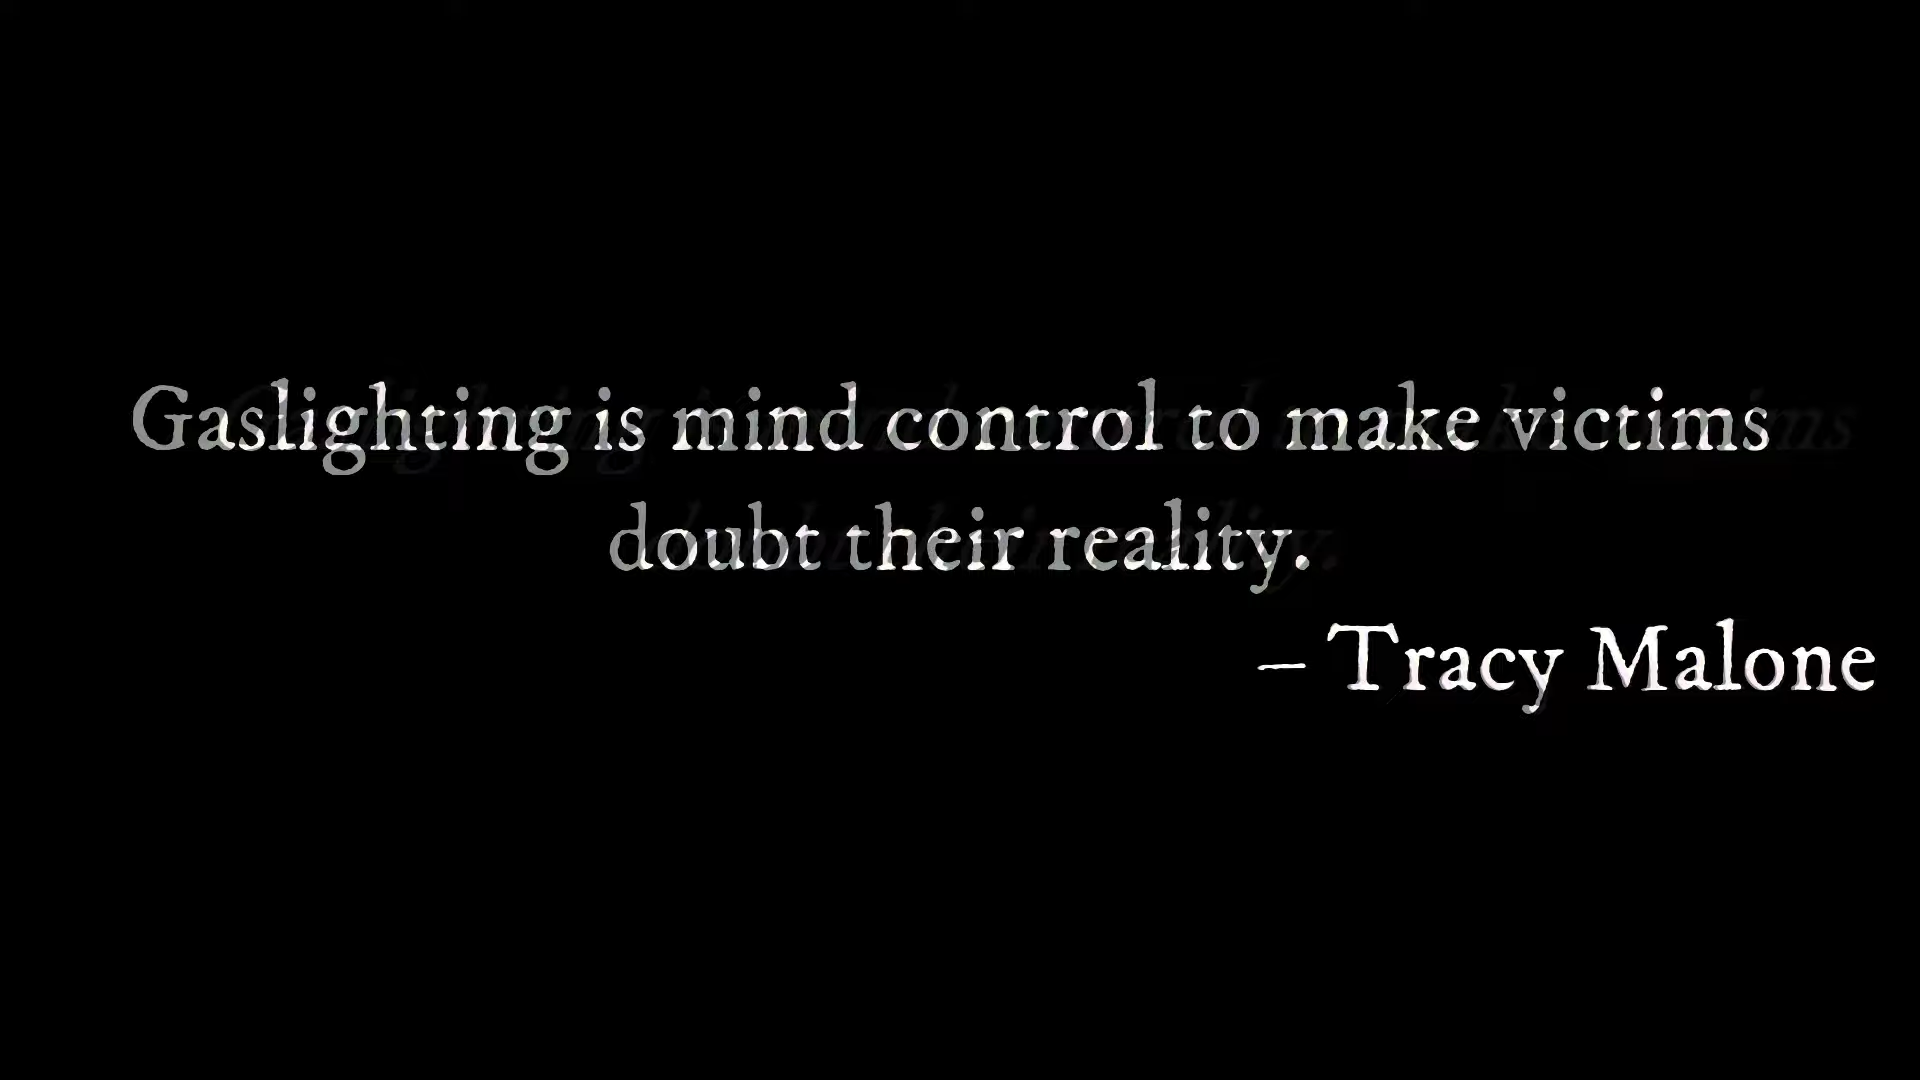 Gaslighting is mind control to make victims
doubt their reality.
– Tracy Malone